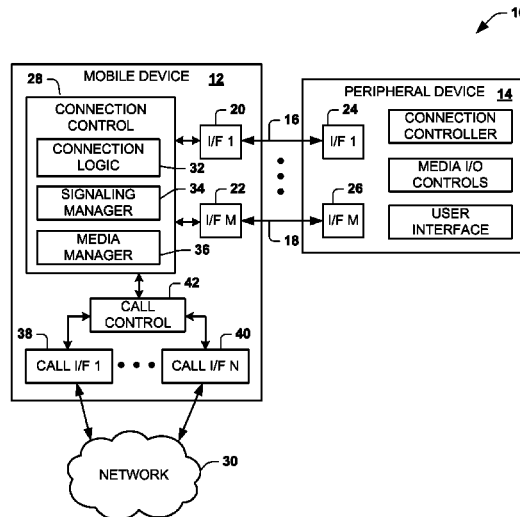 10
28
MOBILE DEVICE 12
CONNECTION
CONTROL
CONNECTION
LOGIC
32
SIGNALING
MANAGER
34
MEDIA
MANAGER
36
20
I/F 1
22
I/F M
16
18
PERIPHERAL DEVICE
14
24
I/F 1
26
I/F M
CONNECTION
CONTROLLER
MEDIA I/O
CONTROLS
USER
INTERFACE
42
CALL
CONTROL
38
CALL I/F 1
40
CALL I/F N
NETWORK
30